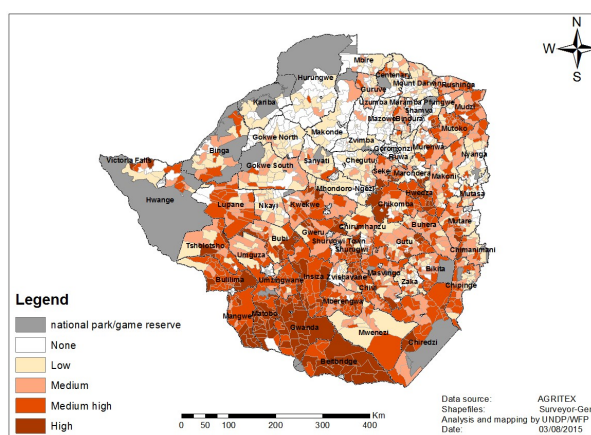 N
W E
S
Mbire
Hurungwe
Centenary
Mount Darwin
Rushinga
Guruve
Kariba
Uzumba Maramba Pfungwe
Mudzi
Shamva
Mazowe
Bindura
Mutoko
Gokwe North
Makonde
Zvimba
Murehwa
Goromonzi
Nyanga
Victoria Falls
Binga
Gokwe South
Sanyati
Chegutu
Ruwa
Seke
Marondera
Makoni
Mutasa
Hwange
Mhondoro-Ngezi
Hwedza
Lupane
Nkayi
Kwekwe
Chikomba
Chirumhanzu
Buhera
Mutare
Tsholotsho
Bubi
Gweru
Shurugwi Town
Gutu
Chimanimani
Umguza
Shurugwi
Bulilima
Umzingwane
Insiza
Zvishavane
Masvingo
Bikita
Zaka
Chipinge
Mangwe
Matobo
Mberengwa
Chivi
Gwanda
Mwenezi
Chiredzi
Beitbridge
Legend
national park/game reserve
None
Low
Medium
Medium high
High
Km
0 25 50 100 200 300 400
Data source: AGRITEX
Shapefiles: Surveyor-Ger
Analysis and mapping by UNDP/WFP
Date: 03/08/2015